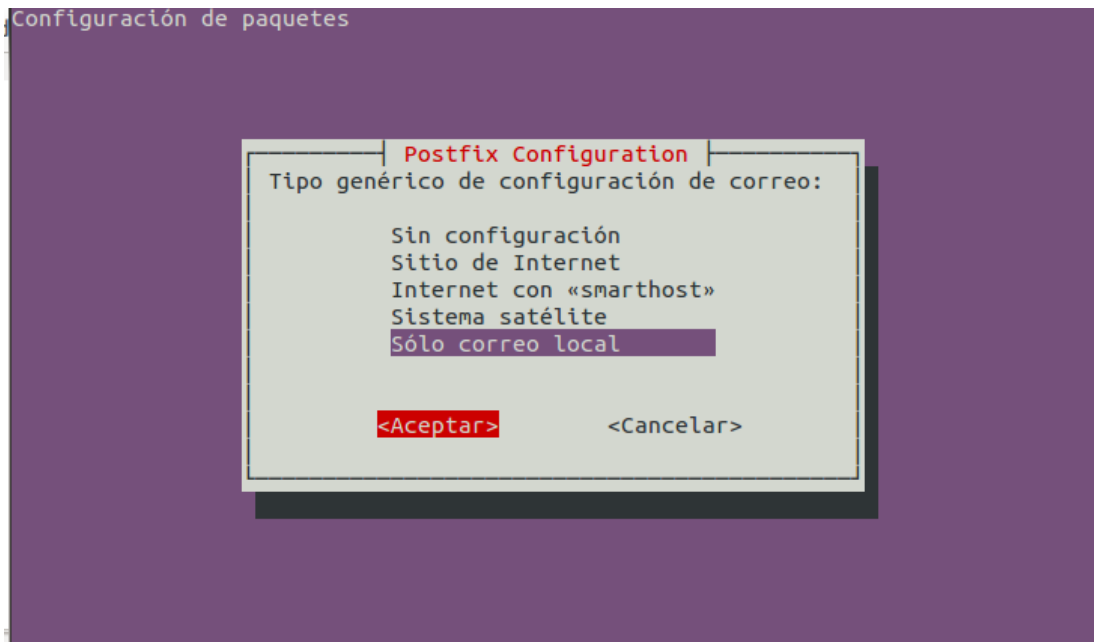 Configuración de paquetes
Postfix Configuration
Tipo genérico de configuración de correo:
Sin configuración
Sitio de Internet
Internet con «smarthost»
Sistema satélite
Sólo correo local
<Aceptar> <Cancelar>